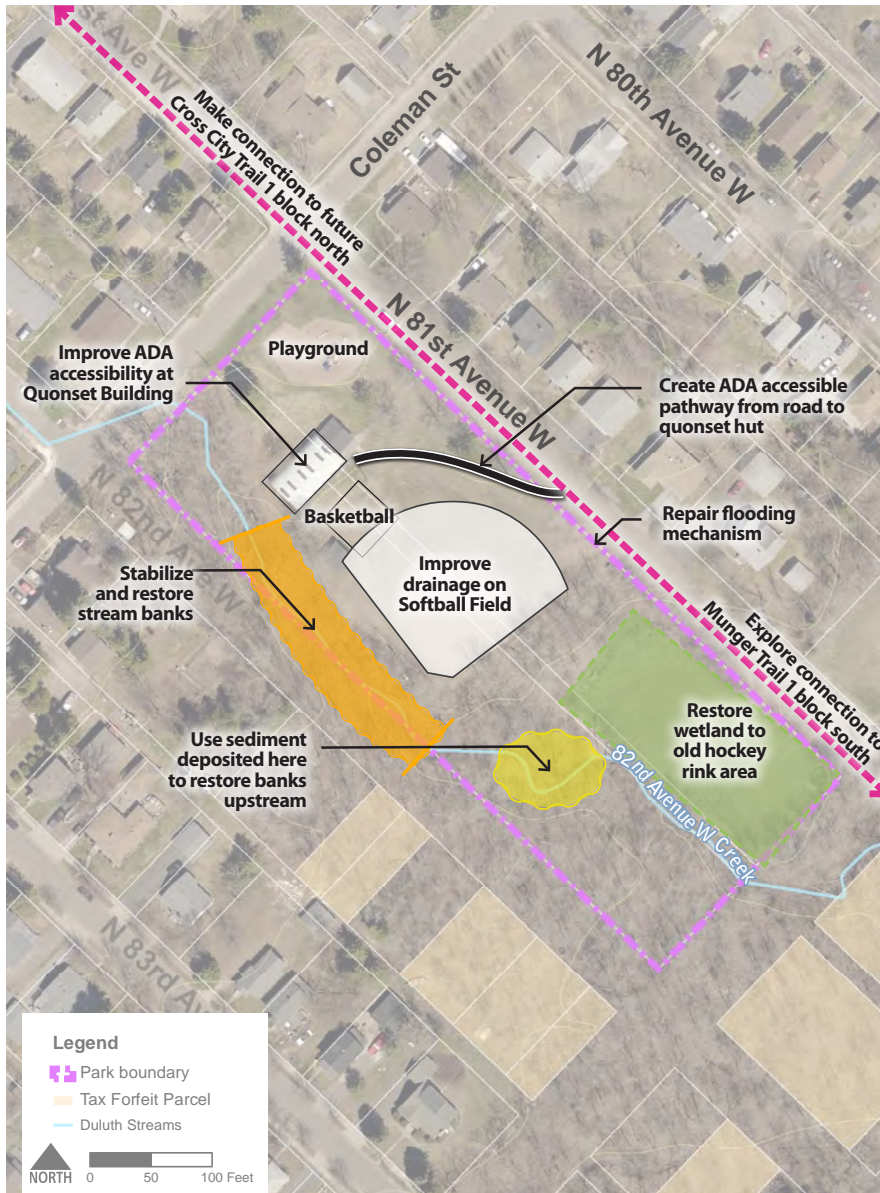 Ave W
Coleman St
N 80th Avenue W
Make connection to future
Cross City Trail 1 block north
N 81st Avenue W
Playground
Improve ADA
accessibility at
Quonset Building
Create ADA accessible
pathway from road to
quonset hut
Basketball
Repair flooding
mechanism
Improve
drainage on
Softball Field
Stabilize
and restore
stream banks
Explore connection to
Munger Trail 1 block south
Restore
wetland to
old hockey
rink area
Use sediment
deposited here
to restore banks
upstream
82nd Avenue W Creek
N 83rd Av
Legend
Park boundary
Tax Forfeit Parcel
Duluth Streams
NORTH
0 50 100 Feet